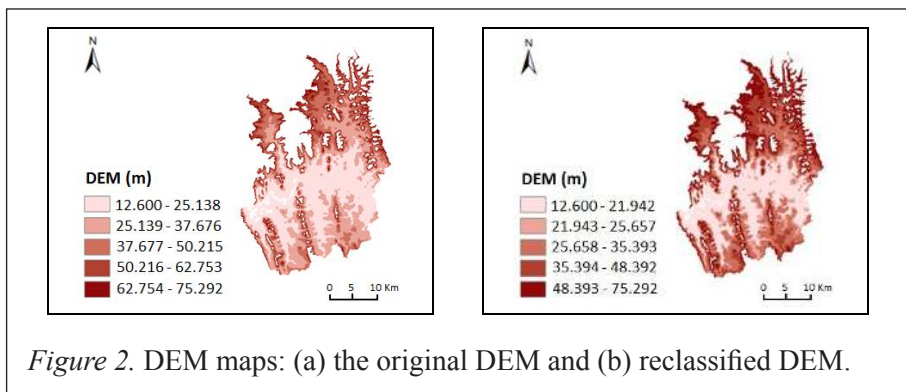 N
DEM (m)
12.600 - 25.138
25.139 - 37.676
37.677 - 50.215
50.216 - 62.753
62.754 - 75.292
0 5 10 Km
N
DEM (m)
12.600 - 21.942
21.943 - 25.657
25.658 - 35.393
35.394 - 48.392
48.393 - 75.292
0 5 10 Km
Figure 2. DEM maps: (a) the original DEM and (b) reclassified DEM.